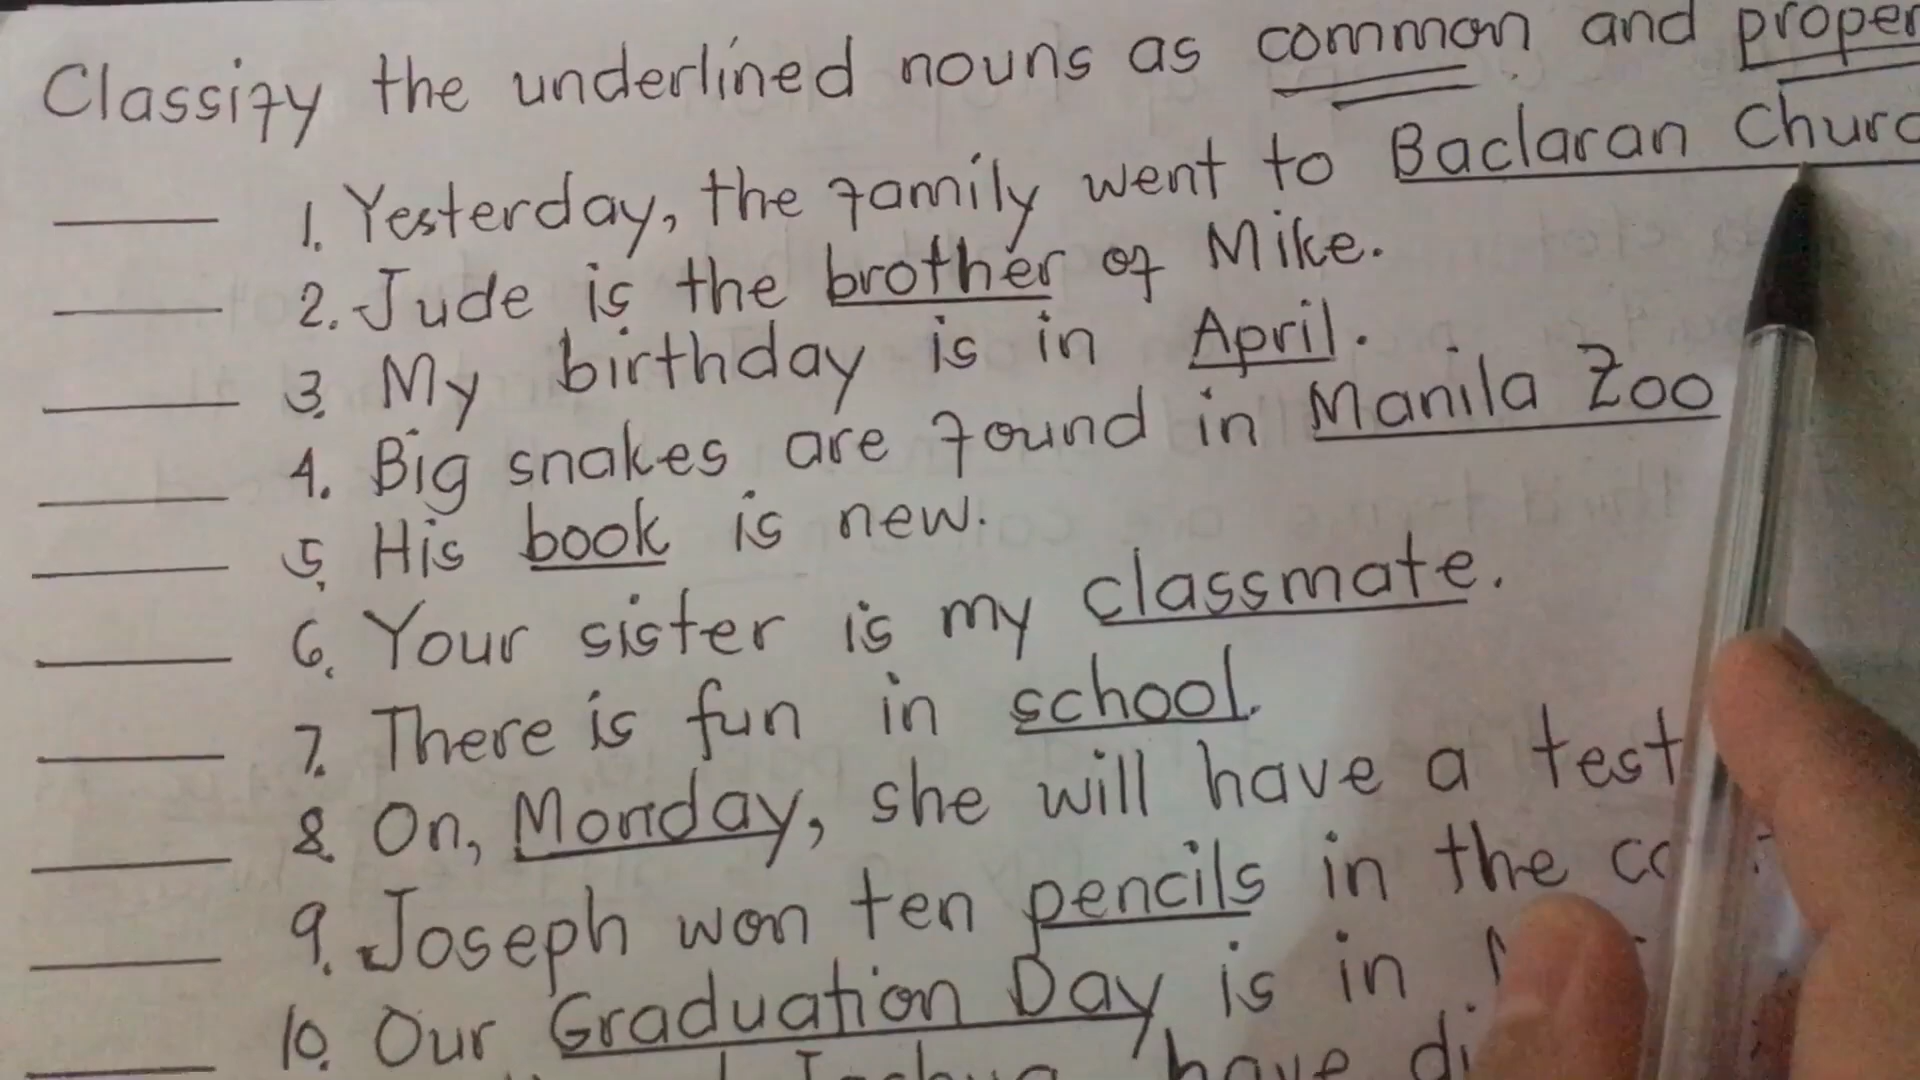 Classify the underlined nouns as common and proper
1. Yesterday, the family went to Baclaran
2. Jude is the brother of Mike.
3. My birthday is in April.
4. Big snakes are found in Manila Zoo
5. His book is new.
6. Your sister is my classmate.
7. There is fun in school.
8. On, Monday, she will have a test
9. Joseph won ten pencils in the
10. Our Graduation Day is in
have